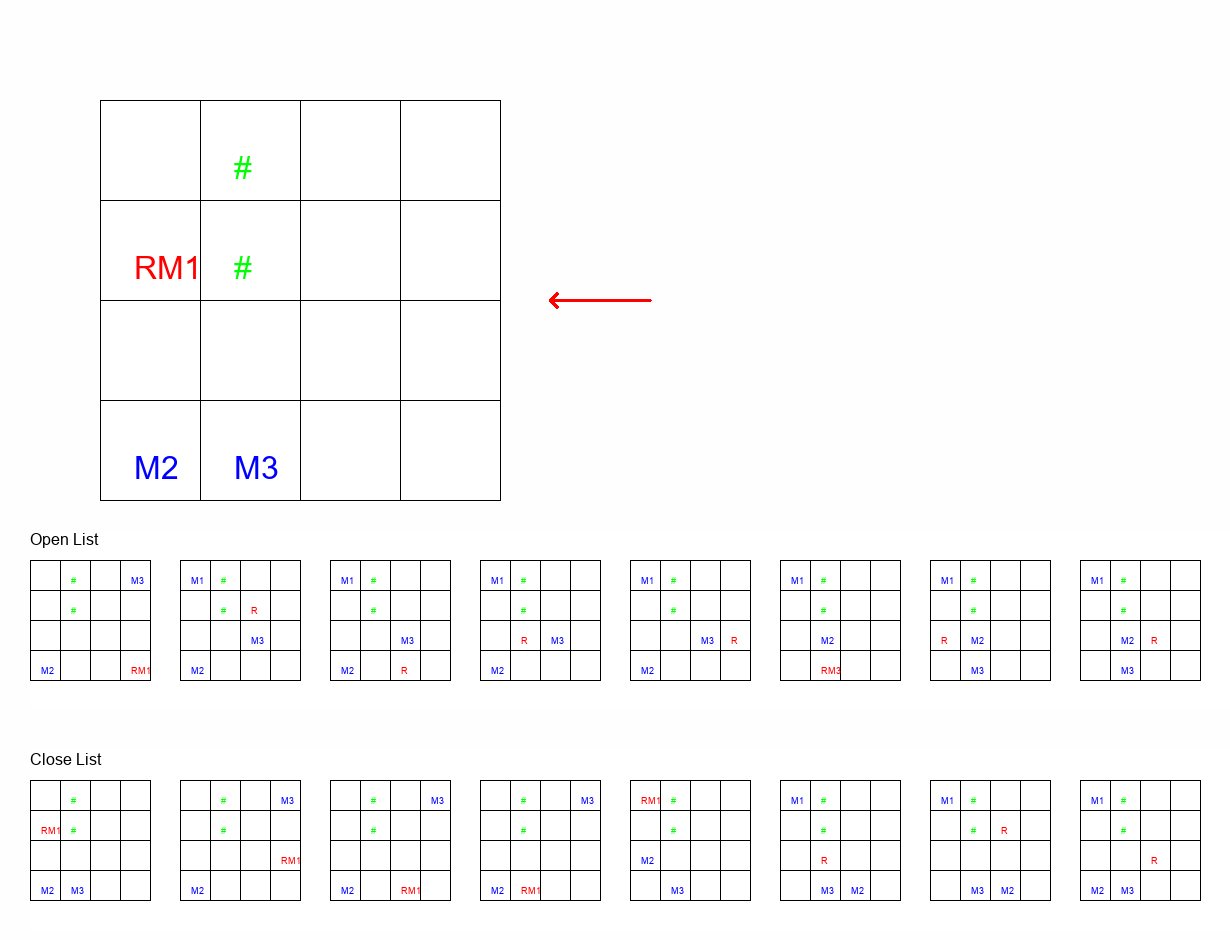 #
RM1 #
M2 M3
Open List
# M3 M1 # M1 # M1 # M1 # M1 # M1 # M1 #
# # R # # # # # #
M3 M3 R M3 M3 R M2 R M2 M2 R
M2 RM1 M2 M2 R M2 M2 RM3 M3 M3
Close List
# # M3 # M3 # M3 RM1 # M1 # M1 # M1 #
RM1 # # # # # # # R #
RM1 M2 R R
M2 M3 M2 M2 RM1 M2 RM1 M3 M3 M2 M3 M2 M2 M3